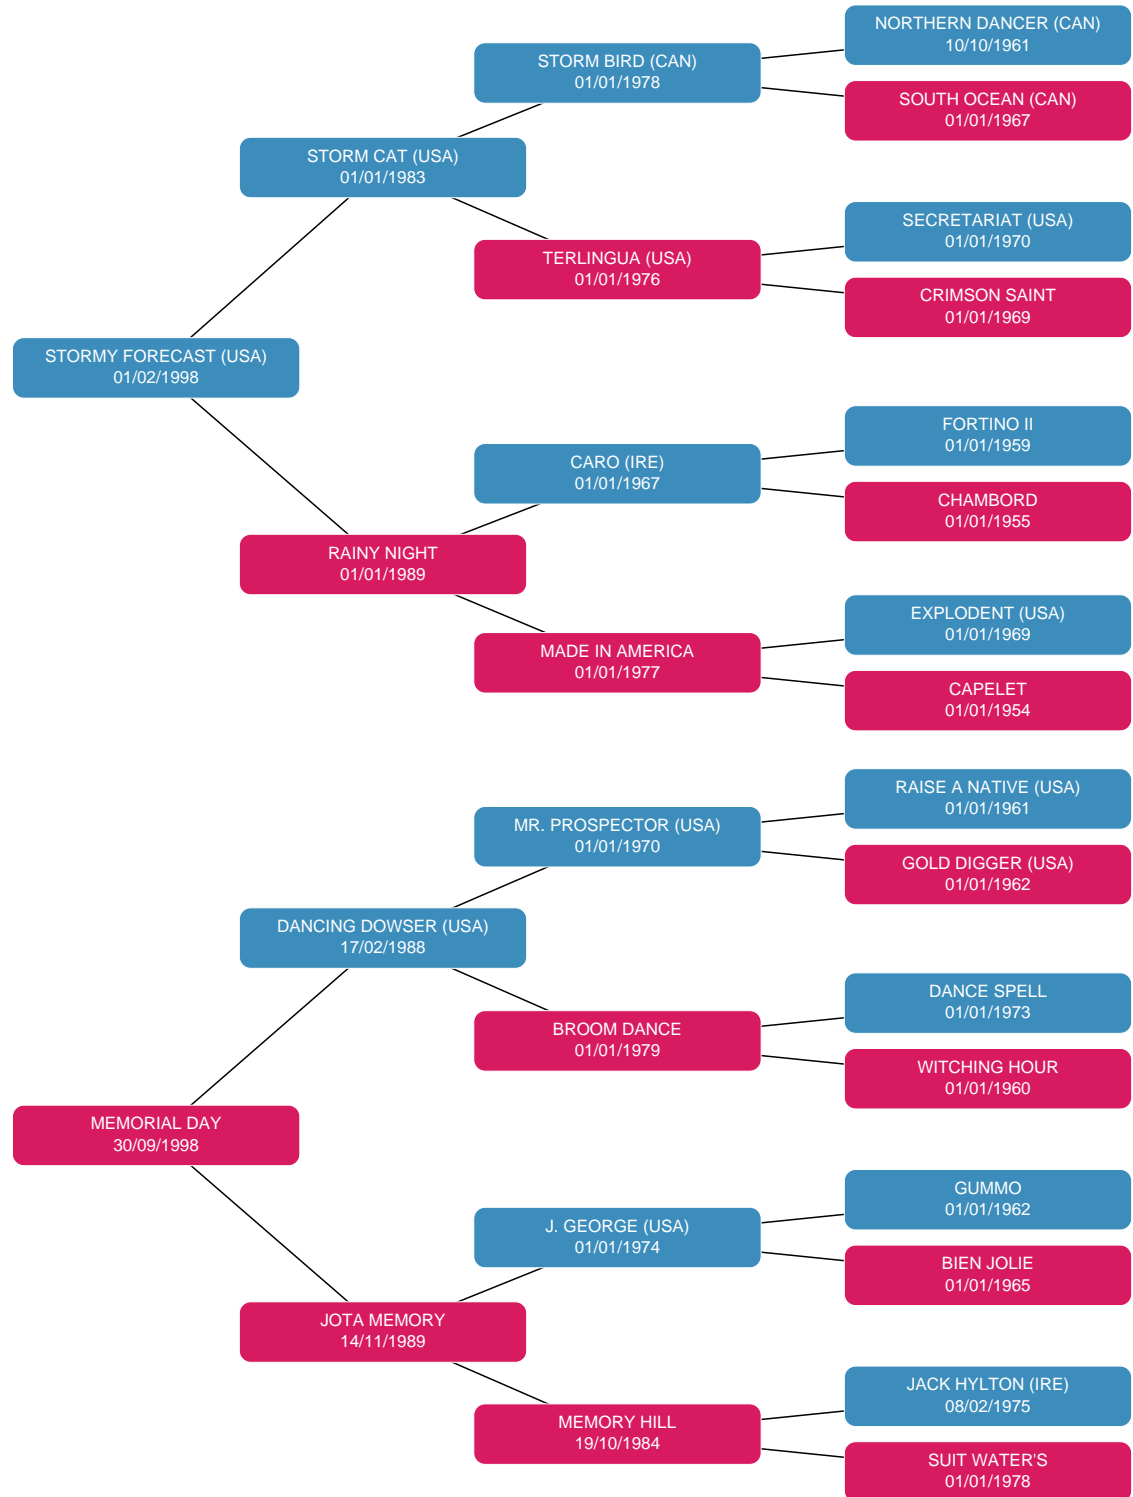 NORTHERN DANCER (CAN)
10/10/1961
STORM BIRD (CAN)
01/01/1978
SOUTH OCEAN (CAN)
01/01/1967
STORM CAT (USA)
01/01/1983
SECRETARIAT (USA)
01/01/1970
TERLINGUA (USA)
01/01/1976
CRIMSON SAINT
01/01/1969
STORMY FORECAST (USA)
01/02/1998
FORTINO II
01/01/1959
CARO (IRE)
01/01/1967
CHAMBORD
01/01/1955
RAINY NIGHT
01/01/1989
EXPLODENT (USA)
01/01/1969
MADE IN AMERICA
01/01/1977
CAPELET
01/01/1954
RAISE A NATIVE (USA)
01/01/1961
MR. PROSPECTOR (USA)
01/01/1970
GOLD DIGGER (USA)
01/01/1962
DANCING DOWSER (USA)
17/02/1988
DANCE SPELL
01/01/1973
BROOM DANCE
01/01/1979
WITCHING HOUR
01/01/1960
MEMORIAL DAY
30/09/1998
GUMMO
01/01/1962
J. GEORGE (USA)
01/01/1974
BIEN JOLIE
01/01/1965
JOTA MEMORY
14/11/1989
JACK HYLTON (IRE)
08/02/1975
MEMORY HILL
19/10/1984
SUIT WATER'S
01/01/1978